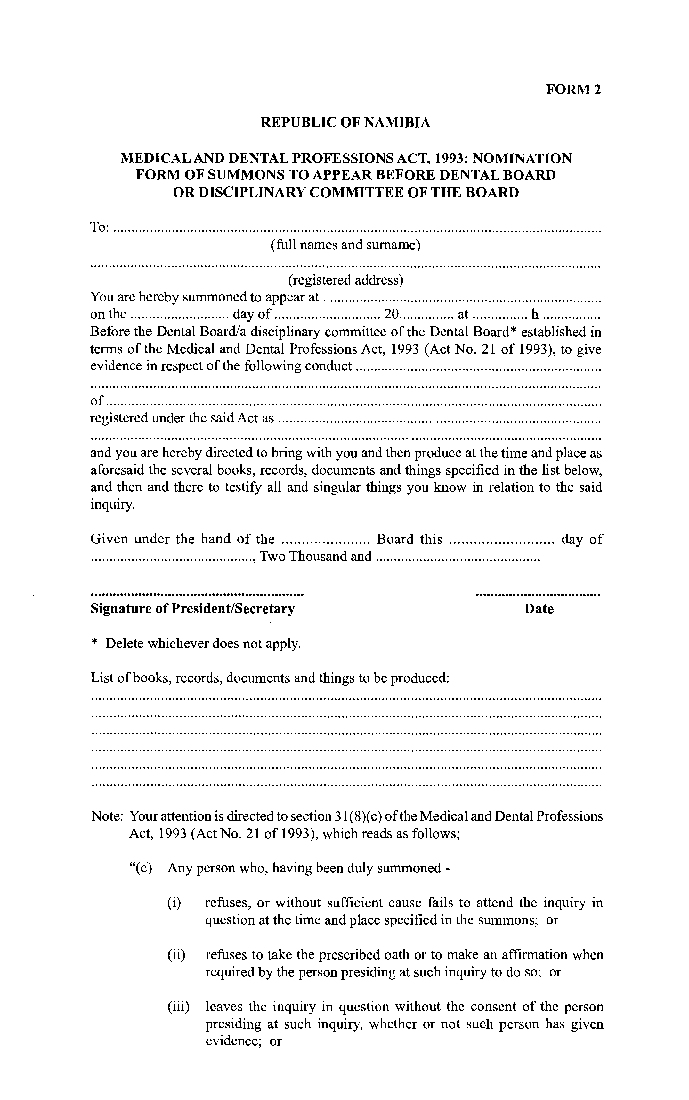 FORM 2
REPUBLIC OF NAMIBIA
MEDICAL AND DENTAL PROFESSIONS ACT, 1993: NOMINATION
FORM OF SUMMONS TO APPEAR BEFORE DENTAL BOARD
OR DISCIPLINARY COMMITTEE OF THE BOARD
To: ..........................................................................
(full names and surname)
..........................................................................
(registered address)
You are hereby summoned to appear at ..........................................................................
on the .......................... day of ............................ 20.............. at ............... h ................
Before the Dental Board/a disciplinary committee of the Dental Board* established in
terms of the Medical and Dental Professions Act, 1993 (Act No. 21 of 1993), to give
evidence in respect of the following conduct ..................................................................
..........................................................................
of ..........................................................................
registered under the said Act as ..........................................................................
..........................................................................
and you are hereby directed to bring with you and then produce at the time and place as
aforesaid the several books, records, documents and things specified in the list below,
and then and there to testify all and singular things you know in relation to the said
inquiry.
Given under the hand of the ...................... Board this .......................... day of
..........................................., Two Thousand and ...........................................
.......................................................... ..................................
Signature of President/Secretary Date
* Delete whichever does not apply.
List of books, records, documents and things to be produced:
..........................................................................
..........................................................................
..........................................................................
..........................................................................
..........................................................................
..........................................................................
Note: Your attention is directed to section 31(8)(c) of the Medical and Dental Professions
Act, 1993 (Act No. 21 of 1993), which reads as follows;
"(c) Any person who, having been duly summoned -
(i) refuses, or without sufficient cause fails to attend the inquiry in
question at the time and place specified in the summons; or
(ii) refuses to take the prescribed oath or to make an affirmation when
required by the person presiding at such inquiry to do so; or
(iii) leaves the inquiry in question without the consent of the person
presiding at such inquiry, whether or not such person has given
evidence; or